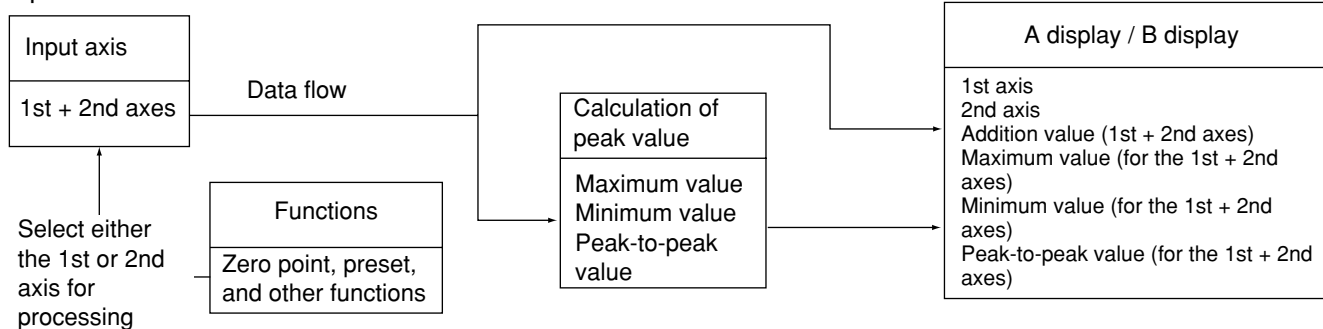 Input axis
1st + 2nd axes
Data flow
Select either
the 1st or 2nd
axis for
processing
Functions
Zero point, preset,
and other functions
Calculation of
peak value
Maximum value
Minimum value
Peak-to-peak
value
A display / B display
1st axis
2nd axis
Addition value (1st + 2nd axes)
Maximum value (for the 1st + 2nd
axes)
Minimum value (for the 1st + 2nd
axes)
Peak-to-peak value (for the 1st + 2nd
axes)